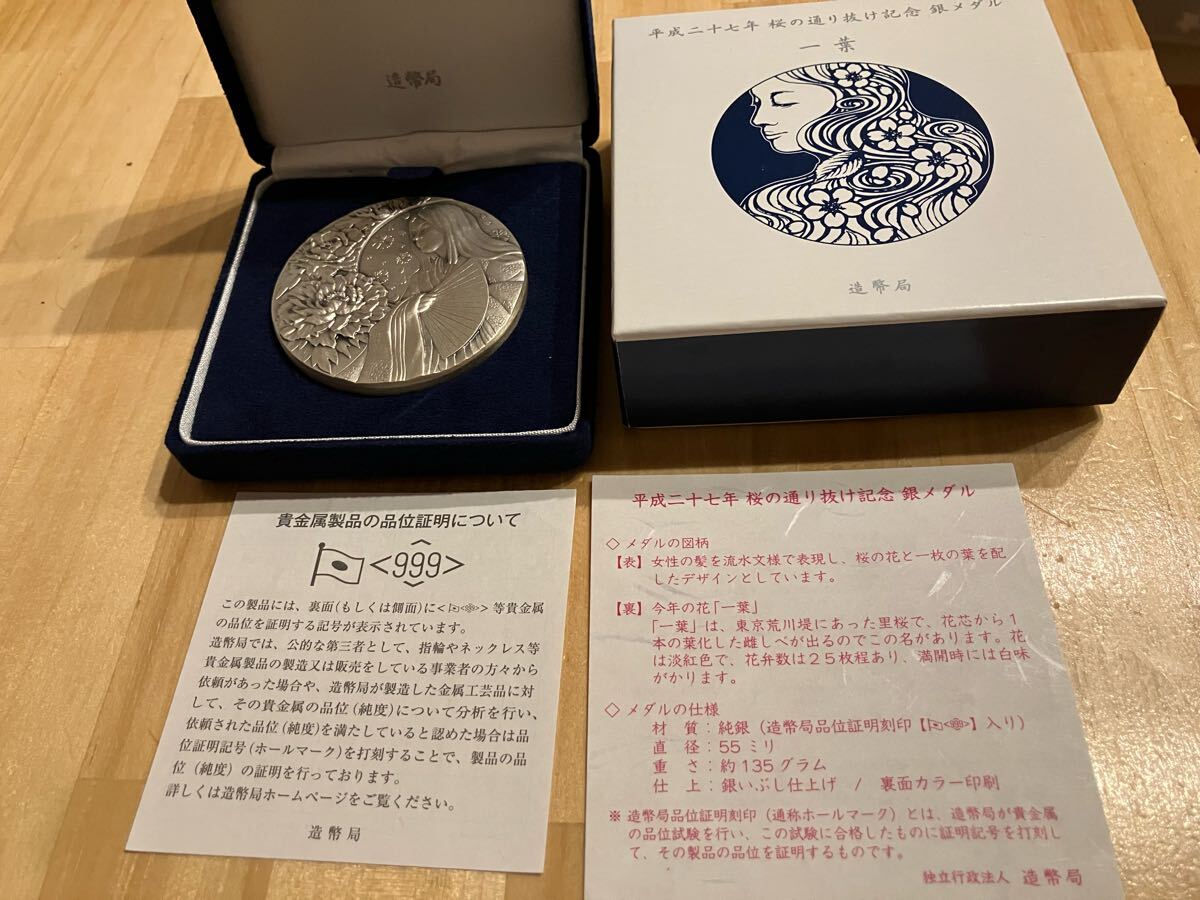 造幣局
平成二十七年 桜の通り抜け記念 銀メダル
一葉
造幣局
貴金属製品の品位証明について
<999>
この製品には、裏面(もしくは側面)に< >等貴金属
の品位を証明する記号が表示されています。
造幣局では、公的な第三者として、指輪やネックレス等
貴金属製品の製造又は販売をしている事業者の方々から
依頼があった場合や、造幣局が製造した金属工芸品に対
して、その貴金属の品位(純度)について分析を行い、
依頼された品位(純度)を満たしていると認めた場合は品
位証明記号(ホールマーク)を打刻することで、製品の品
位(純度)の証明を行っております。
詳しくは造幣局ホームページをご覧ください。
造幣局
平成二十七年 桜の通り抜け記念 銀メダル
◇メダルの図柄
【表】女性の髪を流水文様で表現し、桜の花と一枚の葉を配
したデザインとしています。
【裏】今年の花「一葉」
「一葉」は、東京荒川堤にあった里桜で、花芯から1
本の葉化した雌しべが出るのでこの名があります。花
は淡紅色で、花弁数は25枚程あり、満開時には白味
がかります。
◇メダルの仕様
材 質:純銀(造幣局品位証明刻印【 】入り)
直 径:55ミリ
重 さ:約135グラム
仕 上:銀いぶし仕上げ / 裏面カラー印刷
※造幣局品位証明刻印(通称ホールマーク)とは、造幣局が貴金属
の品位試験を行い、この試験に合格したものに証明記号を打刻し
て、その製品の品位を証明するものです。
独立行政法人 造幣局